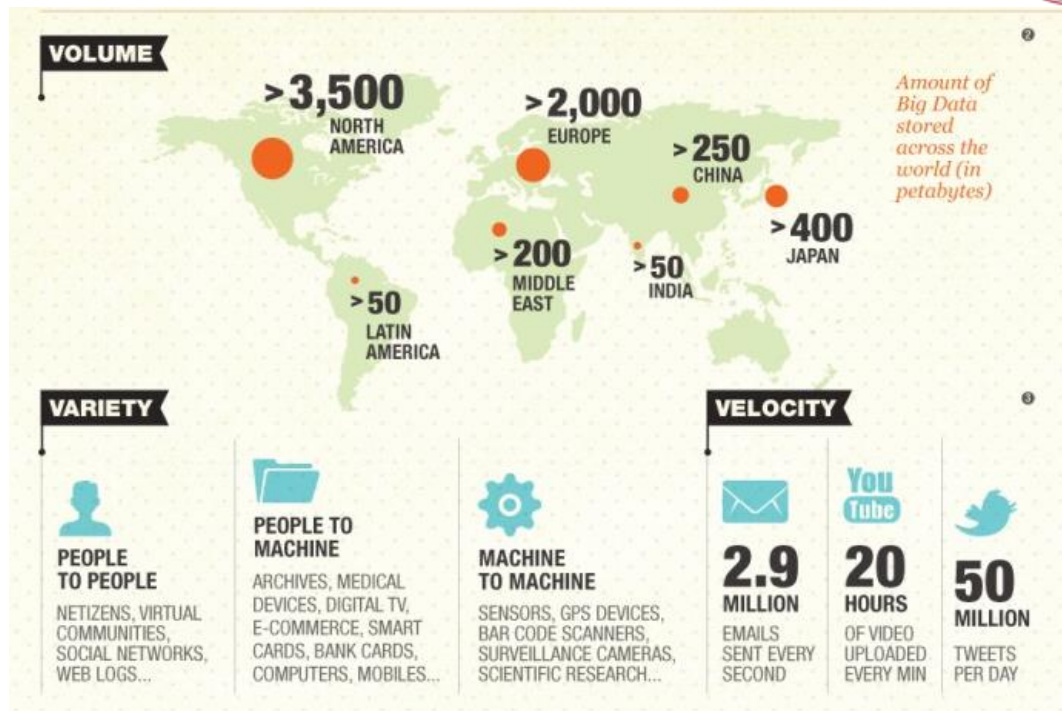 VOLUME
❷
> 3,500
NORTH
AMERICA
> 2,000
EUROPE
> 250
CHINA
Amount of
Big Data
stored
across the
world (in
petabytes)
> 400
JAPAN
> 200
MIDDLE
EAST
> 50
INDIA
> 50
LATIN
AMERICA
VARIETY
PEOPLE
TO PEOPLE
NETIZENS, VIRTUAL
COMMUNITIES,
SOCIAL NETWORKS,
WEB LOGS...
PEOPLE TO
MACHINE
ARCHIVES, MEDICAL
DEVICES, DIGITAL TV,
E-COMMERCE, SMART
CARDS, BANK CARDS,
COMPUTERS, MOBILES...
MACHINE
TO MACHINE
SENSORS, GPS DEVICES,
BAR CODE SCANNERS,
SURVEILLANCE CAMERAS,
SCIENTIFIC RESEARCH...
VELOCITY
❸
2.9
MILLION
EMAILS
SENT EVERY
SECOND
You
Tube
20
HOURS
OF VIDEO
UPLOADED
EVERY MIN
50
MILLION
TWEETS
PER DAY